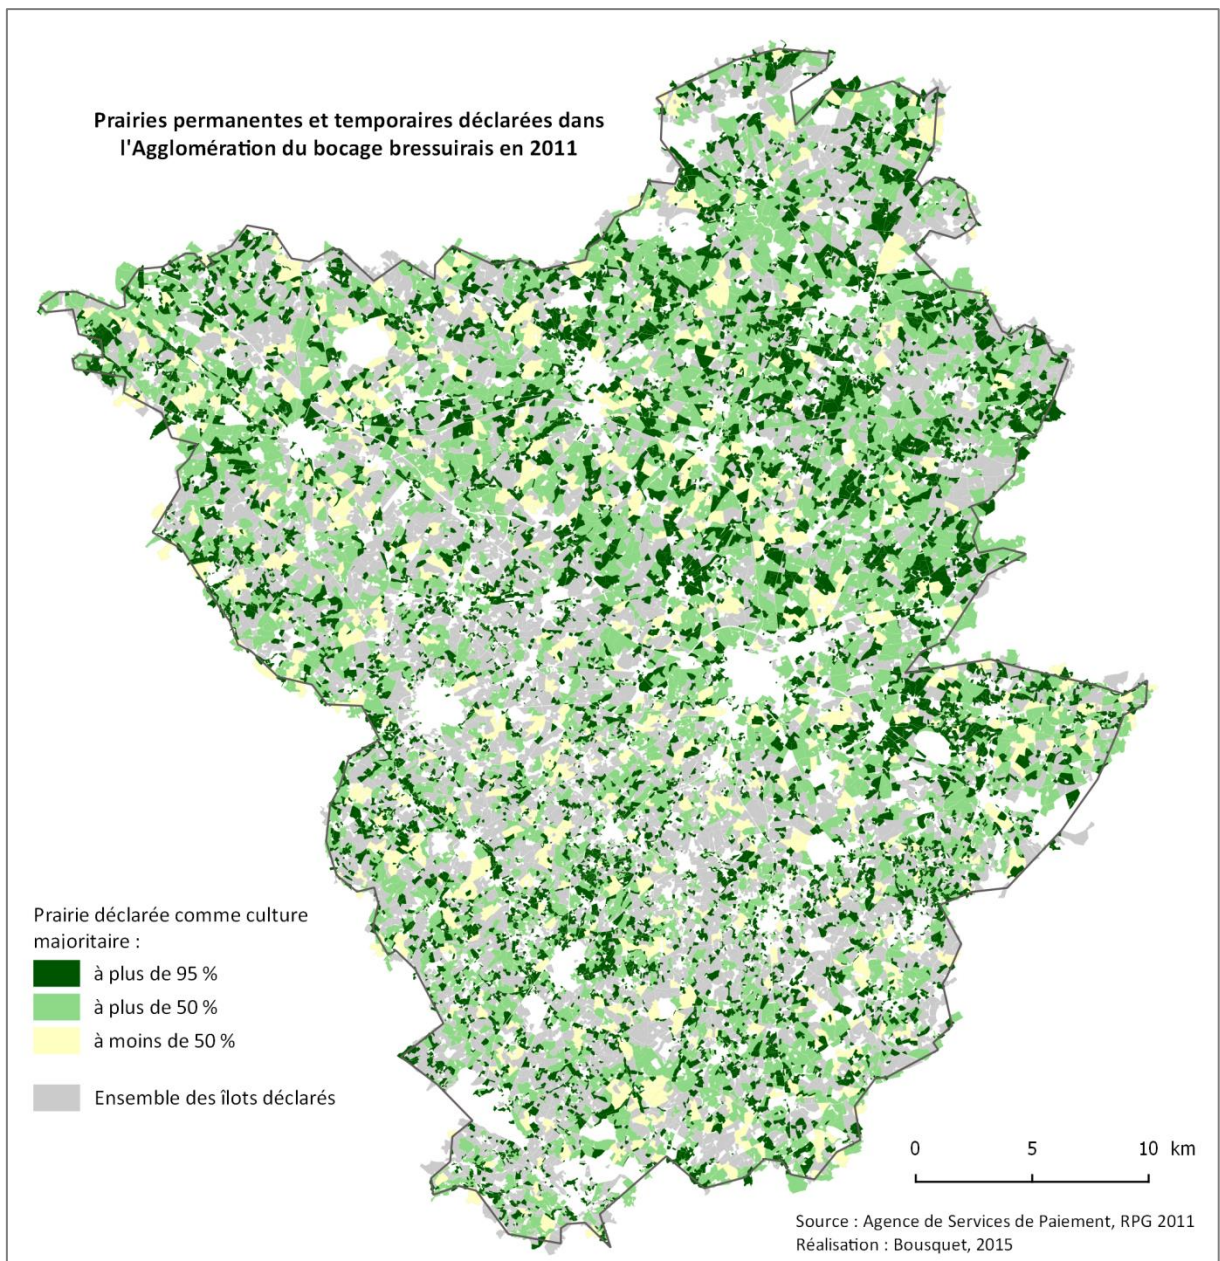 Prairies permanentes et temporaires déclarées dans
l'Agglomération du bocage bressuirais en 2011
Prairie déclarée comme culture
majoritaire :
à plus de 95 %
à plus de 50 %
à moins de 50 %
Ensemble des îlots déclarés
0 5 10 km
Source : Agence de Services de Paiement, RPG 2011
Réalisation : Bousquet, 2015